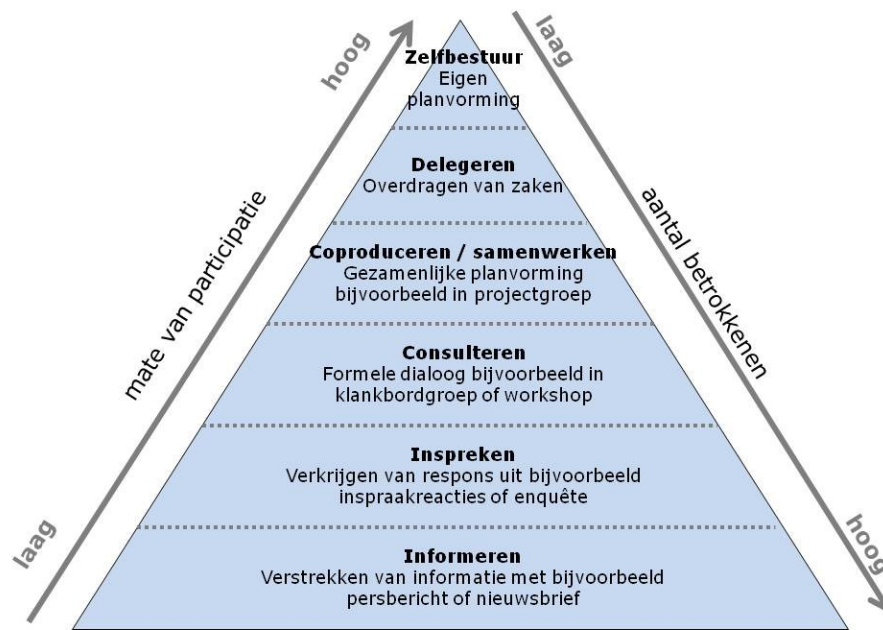 hoog
laag
Zelfbestuur
Eigen
planvorming
Delegeren
Overdragen van zaken
mate van participatie
aantal betrokkenen
Coproduceren / samenwerken
Gezamenlijke planvorming
bijvoorbeeld in projectgroep
Consulteren
Formele dialoog bijvoorbeeld in
klankbordgroep of workshop
Inspreken
Verkrijgen van respons uit bijvoorbeeld
inspraakreacties of enquête
laag
hoog
Informeren
Verstrekken van informatie met bijvoorbeeld
persbericht of nieuwsbrief